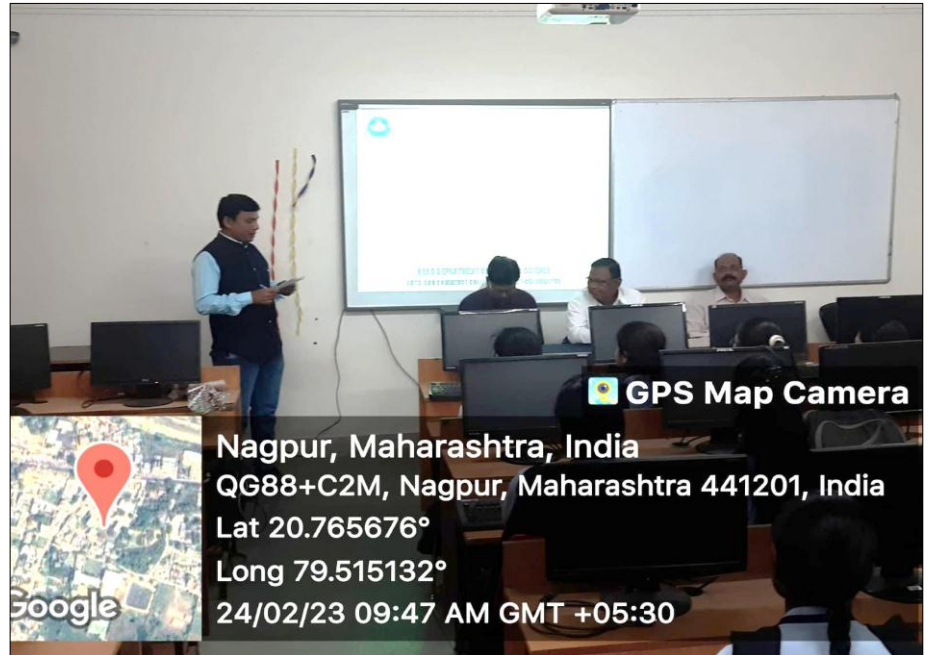 GPS Map Camera
Nagpur, Maharashtra, India
QG88+C2M, Nagpur, Maharashtra 441201, India
Lat 20.765676°
Long 79.515132°
24/02/23 09:47 AM GMT +05:30
Google